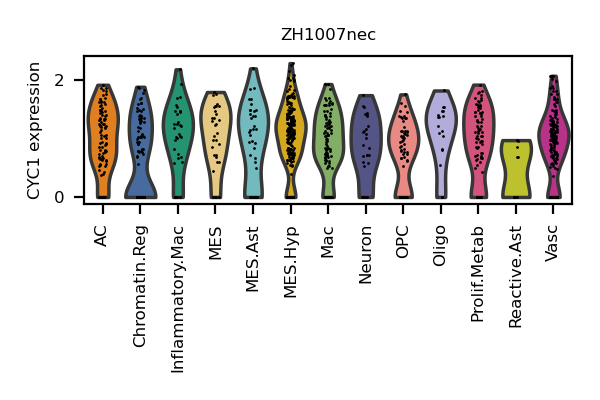 ZH1007nec
CYC1 expression
2
0
AC
Chromatin.Reg
Inflammatory.Mac
MES
MES.Ast
MES.Hyp
Mac
Neuron
OPC
Oligo
Prolif.Metab
Reactive.Ast
Vasc